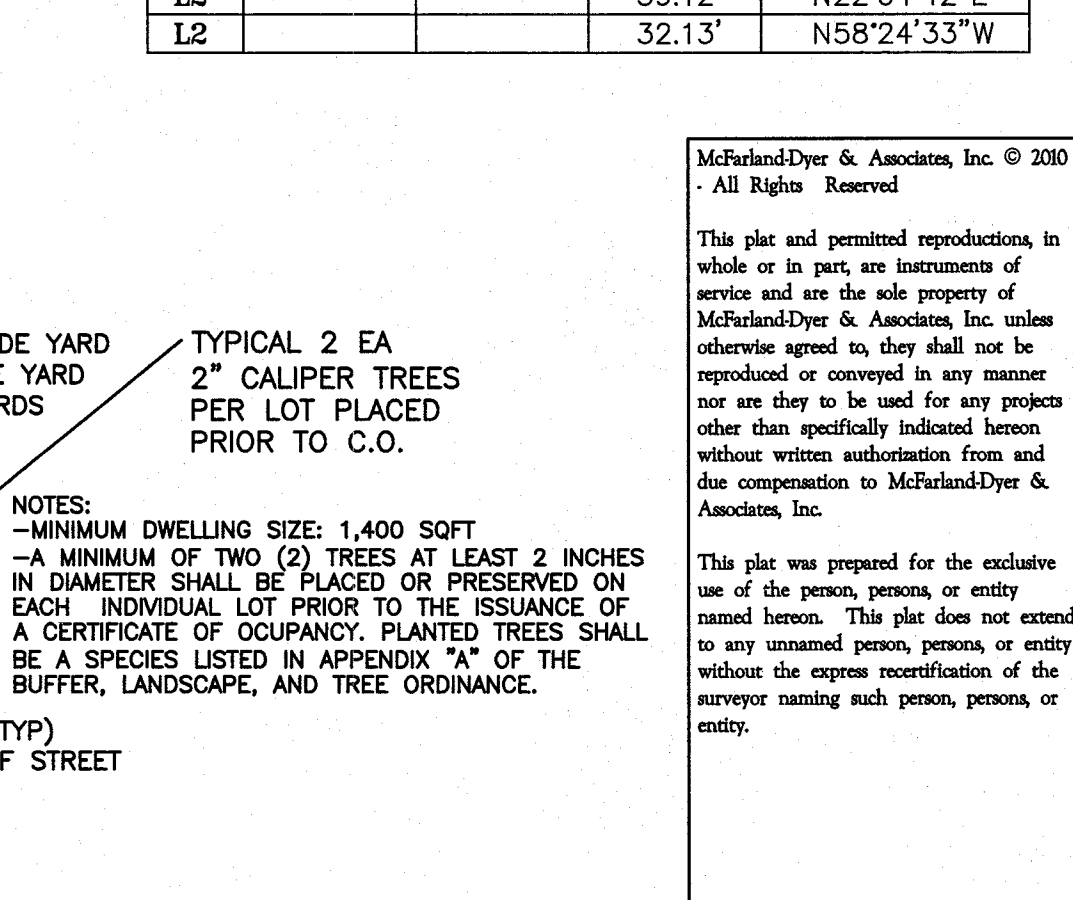 L2 32.13' N58°24'33"W
McFarland-Dyer & Associates, Inc. © 2010
- All Rights Reserved
This plat and permitted reproductions, in
whole or in part, are instruments of
service and are the sole property of
McFarland-Dyer & Associates, Inc. unless
otherwise agreed to, they shall not be
reproduced or conveyed in any manner
nor are they to be used for any projects
other than specifically indicated hereon
without written authorization from and
due compensation to McFarland-Dyer &
Associates, Inc.
This plat was prepared for the exclusive
use of the person, persons, or entity
named hereon. This plat does not extend
to any unnamed person, persons, or entity
without the express recertification of the
surveyor naming such person, persons, or
entity.
DE YARD
YARD
RDS
TYPICAL 2 EA
2" CALIPER TREES
PER LOT PLACED
PRIOR TO C.O.
NOTES:
-MINIMUM DWELLING SIZE: 1,400 SQFT
-A MINIMUM OF TWO (2) TREES AT LEAST 2 INCHES
IN DIAMETER SHALL BE PLACED OR PRESERVED ON
EACH INDIVIDUAL LOT PRIOR TO THE ISSUANCE OF
A CERTIFICATE OF OCUPANCY. PLANTED TREES SHALL
BE A SPECIES LISTED IN APPENDIX "A" OF THE
BUFFER, LANDSCAPE, AND TREE ORDINANCE.
TYP)
F STREET